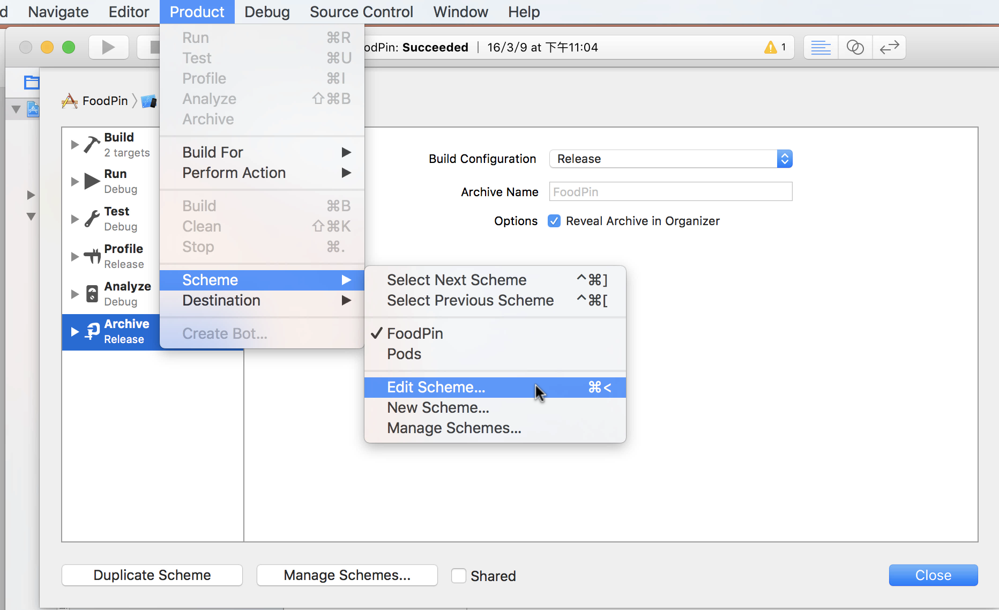 d Navigate Editor Product Debug Source Control Window Help
odPin: Succeeded | 16/3/9 at 下午11:04
1
FoodPin
Run ⌘R
Test ⌘U
Profile ⌘I
Analyze ⇧⌘B
Archive
Build For
Perform Action
Build ⌘B
Clean ⇧⌘K
Stop ⌘.
Scheme
Destination
Create Bot...
Build
2 targets
Run
Debug
Test
Debug
Profile
Release
Analyze
Debug
Archive
Release
Build Configuration Release
Archive Name FoodPin
Options Reveal Archive in Organizer
Select Next Scheme ^⌘]
Select Previous Scheme ^⌘[
✓ FoodPin
Pods
Edit Scheme... ⌘<
New Scheme...
Manage Schemes...
Duplicate Scheme Manage Schemes... Shared Close